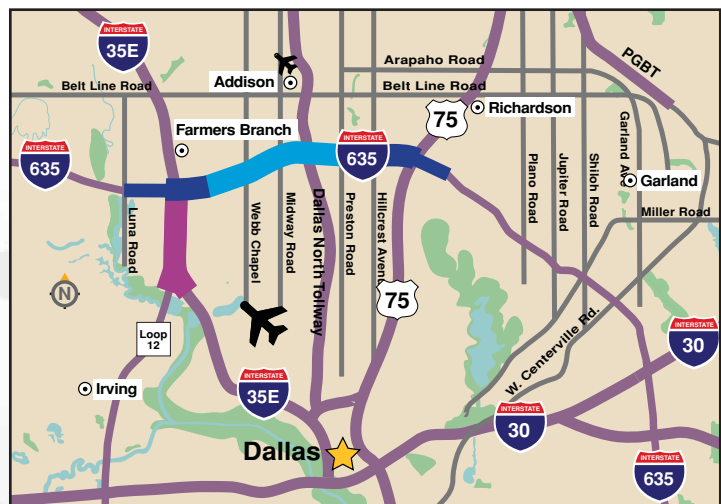 INTERSTATE
35E
PGBT
Arapaho Road
Addison
Belt Line Road
Belt Line Road
75
Richardson
Farmers Branch
INTERSTATE
635
INTERSTATE
635
Garland Ave
Garland
Plano Road
Jupiter Road
Shiloh Road
Miller Road
Luna Road
Webb Chapel
Midway Road
Dallas North Tollway
Preston Road
Hillcrest Avenue
N
75
Loop
12
W. Centerville Rd.
INTERSTATE
30
Irving
INTERSTATE
35E
INTERSTATE
30
Dallas
INTERSTATE
635